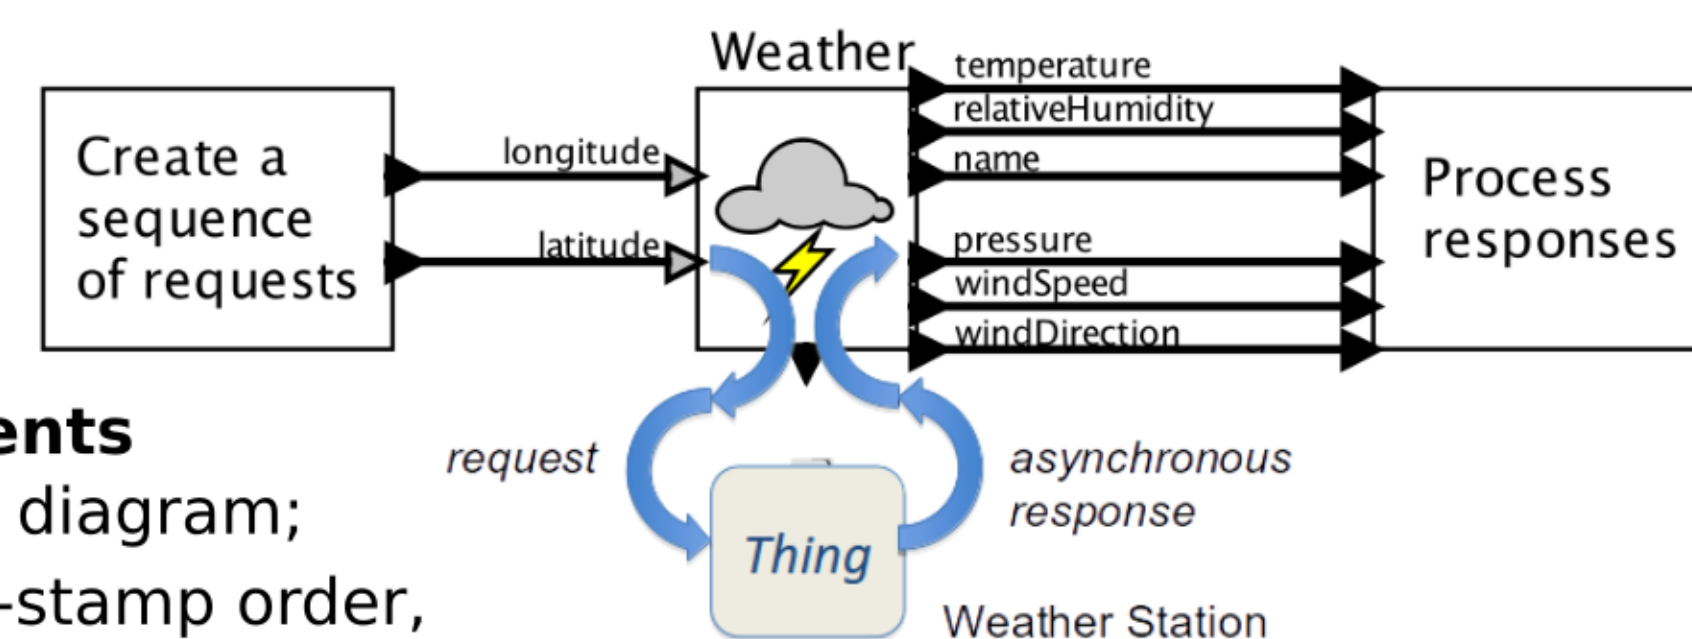 Weather
Create a
sequence
of requests
longitude
latitude
temperature
relativeHumidity
name
pressure
windSpeed
windDirection
Process
responses
request
asynchronous
response
Thing
Weather Station
ents
diagram;
-stamp order,